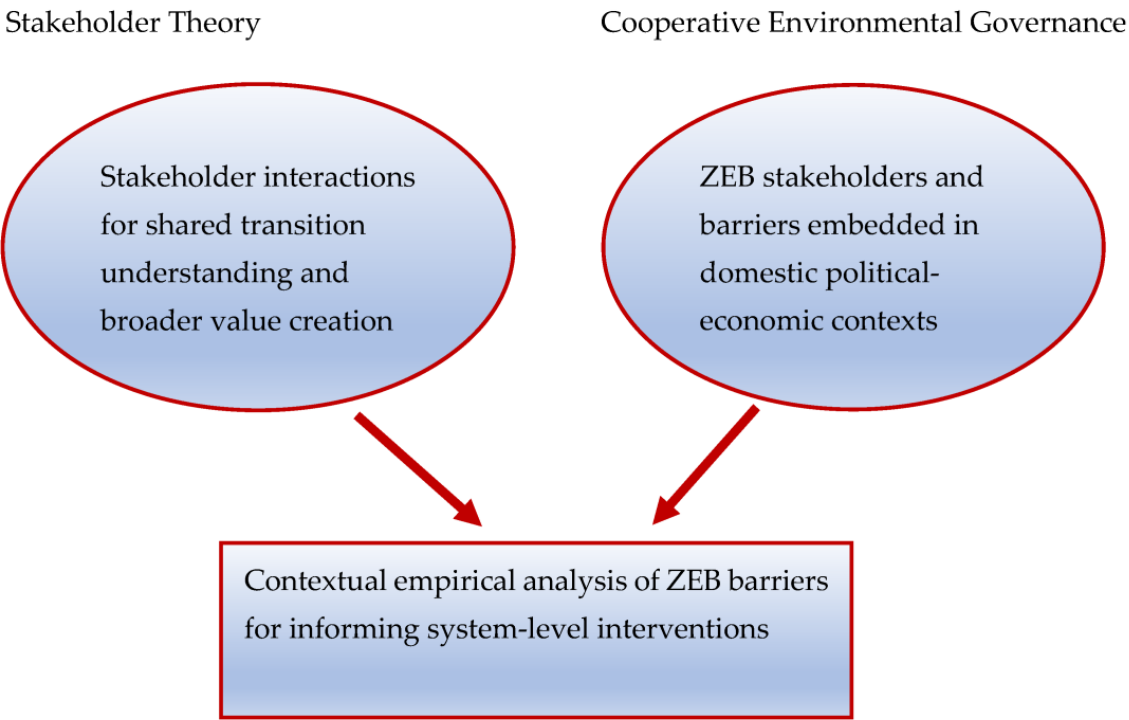 Stakeholder Theory
Cooperative Environmental Governance
Stakeholder interactions
for shared transition
understanding and
broader value creation
ZEB stakeholders and
barriers embedded in
domestic political-
economic contexts
Contextual empirical analysis of ZEB barriers
for informing system-level interventions